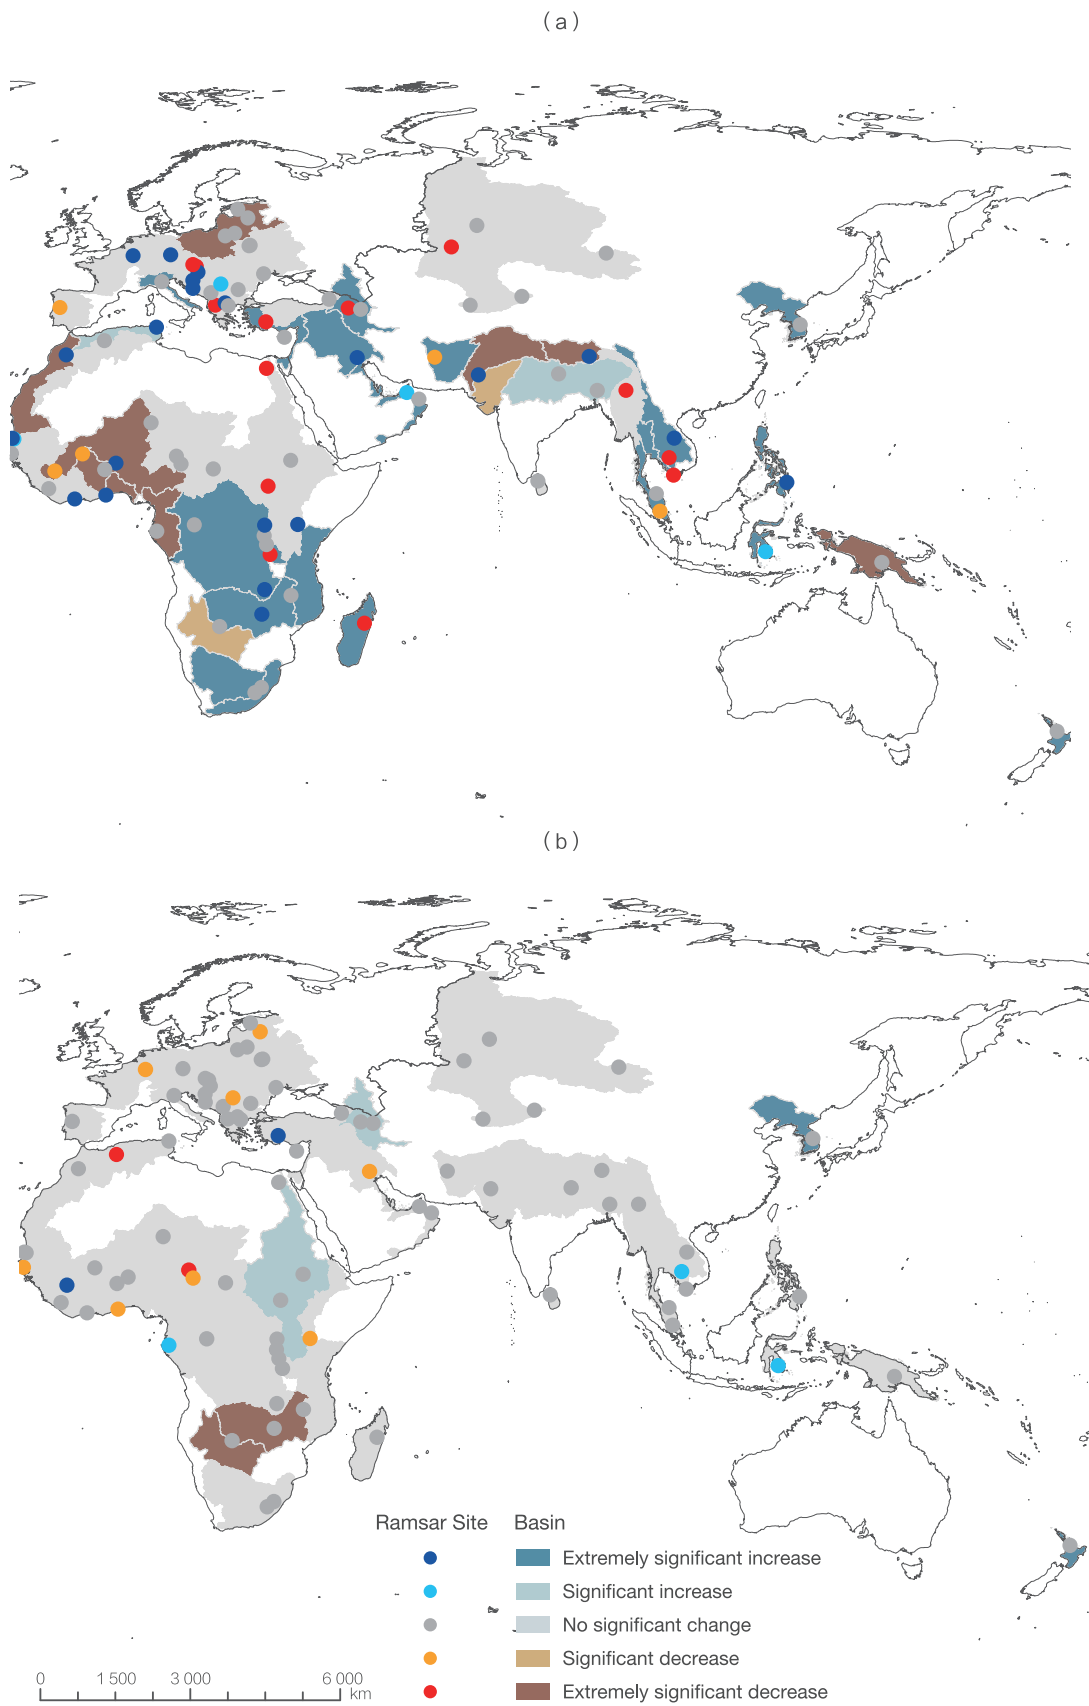 (a)
(b)
Ramsar Site Basin
Extremely significant increase
Significant increase
No significant change
Significant decrease
Extremely significant decrease
0 1 500 3 000 6 000
km